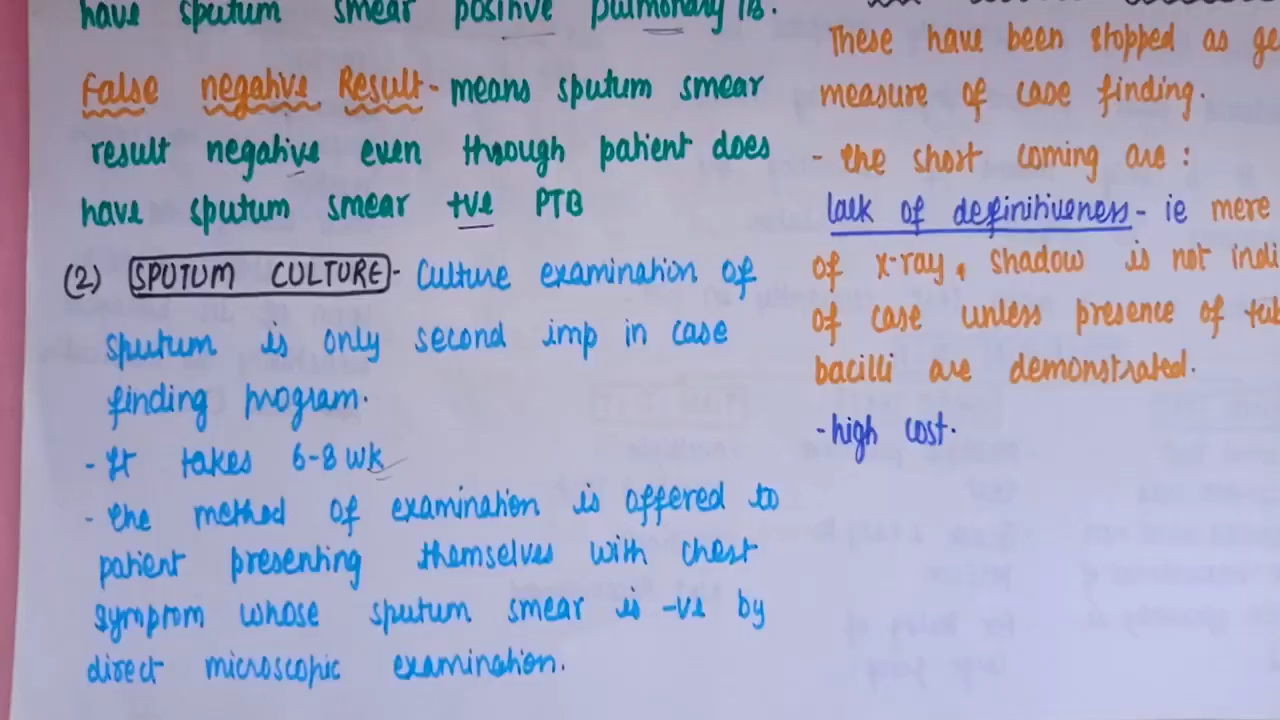 have sputum smear positive pulmonary TB.
False negative Result - means sputum smear
result negative even through patient does
have sputum smear +ve PTB
(2) SPUTUM CULTURE - Culture examination of
sputum is only second imp in case
finding program.
- It takes 6-8 wk
- the method of examination is offered to
patient presenting themselves with chest
symprom whose sputum smear is -ve by
direct microscopic examination.
These have been stopped as
measure of case finding.
- the short coming are :
lack of definitiveness - ie mere
of x-ray, shadow is not
of case unless presence of
bacilli are demonstrated.
- high cost.